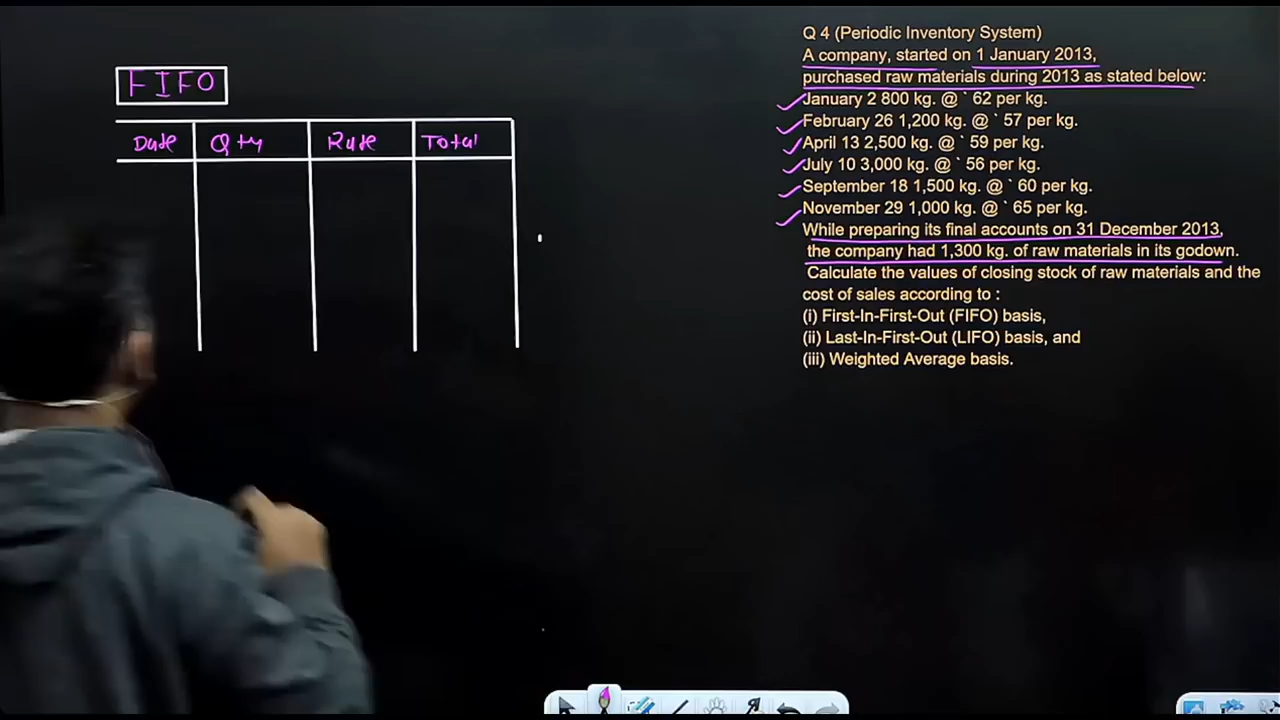 FIFO
Date Qty Rate Total
Q 4 (Periodic Inventory System)
A company, started on 1 January 2013,
purchased raw materials during 2013 as stated below:
January 2 800 kg. @ ` 62 per kg.
February 26 1,200 kg. @ ` 57 per kg.
April 13 2,500 kg. @ ` 59 per kg.
July 10 3,000 kg. @ ` 56 per kg.
September 18 1,500 kg. @ ` 60 per kg.
November 29 1,000 kg. @ ` 65 per kg.
While preparing its final accounts on 31 December 2013,
the company had 1,300 kg. of raw materials in its godown.
Calculate the values of closing stock of raw materials and the
cost of sales according to :
(i) First-In-First-Out (FIFO) basis,
(ii) Last-In-First-Out (LIFO) basis, and
(iii) Weighted Average basis.